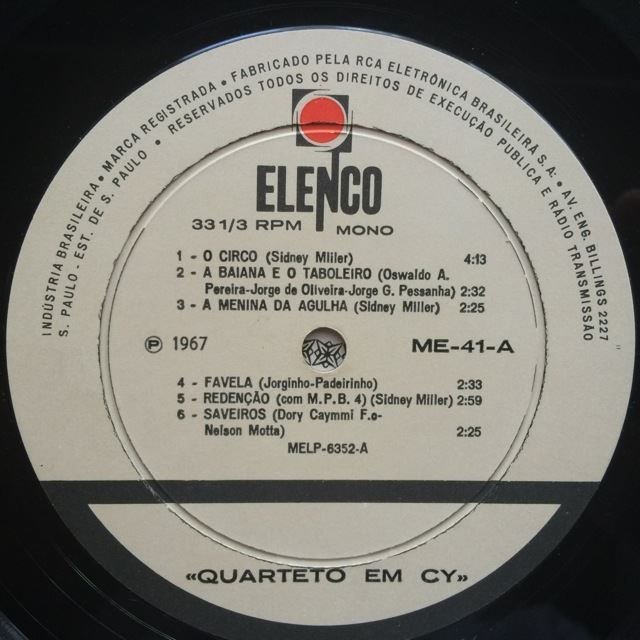 INDÚSTRIA BRASILEIRA • MARCA REGISTRADA • FABRICADO PELA RCA ELETRÔNICA BRASILEIRA S.A: • AV. ENG. BILLINGS 2227
S. PAULO - EST. DE S. PAULO • RESERVADOS TODOS OS DIREITOS DE EXECUÇÃO PUBLICA E RÁDIO TRANSMISSÃO
ELENCO
33 1/3 RPM MONO
1 - O CIRCO (Sidney Mliler) 4:13
2 - A BAIANA E O TABOLEIRO (Oswaldo A.
Pereira-Jorge de Oliveira-Jorge G. Pessanha) 2:32
3 - A MENINA DA AGULHA (Sidney Miller) 2:25
Ⓟ 1967 ME-41-A
4 - FAVELA (Jorginho-Padeirinho) 2:33
5 - REDENÇÃO (com M.P.B. 4) (Sidney Miller) 2:59
6 - SAVEIROS (Dory Caymmi F.o-
Nelson Motta) 2:25
MELP-6352-A
«QUARTETO EM CY»